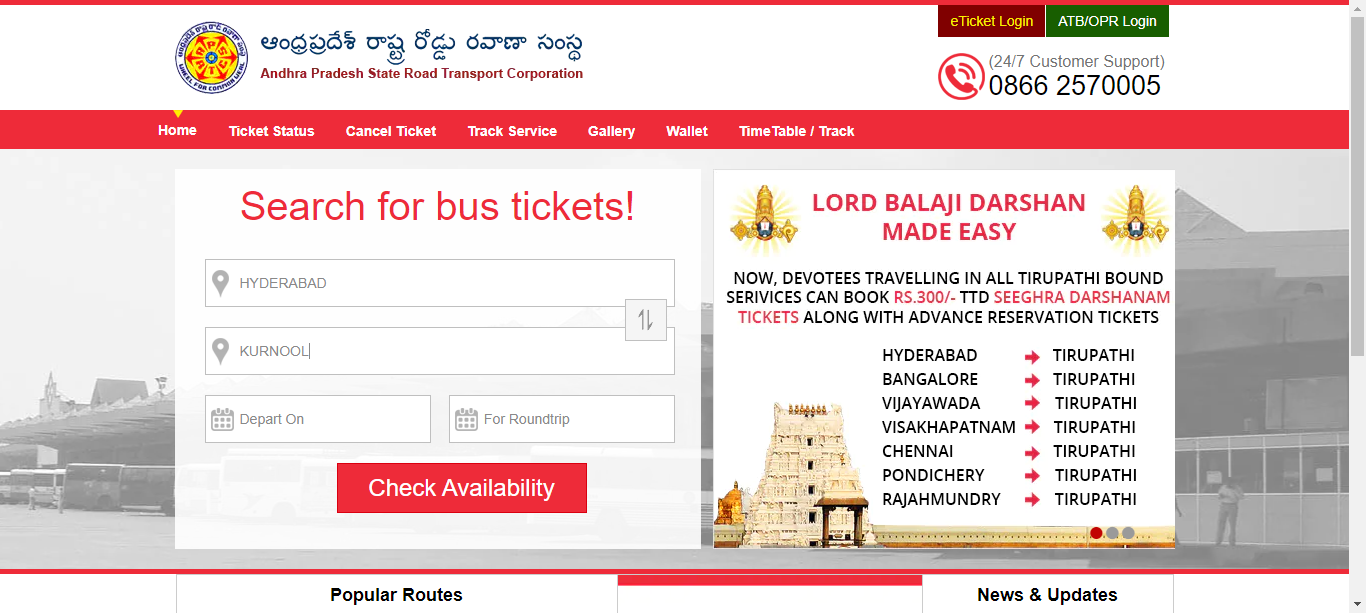 eTicket Login
ATB/OPR Login
ఆంధ్రప్రదేశ్ రాష్ట్ర రోడ్డు రవాణా సంస్థ
Andhra Pradesh State Road Transport Corporation
(24/7 Customer Support)
0866 2570005
Home Ticket Status Cancel Ticket Track Service Gallery Wallet TimeTable / Track
Search for bus tickets!
HYDERABAD
KURNOOL
Depart On
For Roundtrip
Check Availability
LORD BALAJI DARSHAN
MADE EASY
NOW, DEVOTEES TRAVELLING IN ALL TIRUPATHI BOUND
SERIVICES CAN BOOK RS.300/- TTD SEEGHRA DARSHANAM
TICKETS ALONG WITH ADVANCE RESERVATION TICKETS
HYDERABAD TIRUPATHI
BANGALORE TIRUPATHI
VIJAYAWADA TIRUPATHI
VISAKHAPATNAM TIRUPATHI
CHENNAI TIRUPATHI
PONDICHERY TIRUPATHI
RAJAHMUNDRY TIRUPATHI
Popular Routes
News & Updates